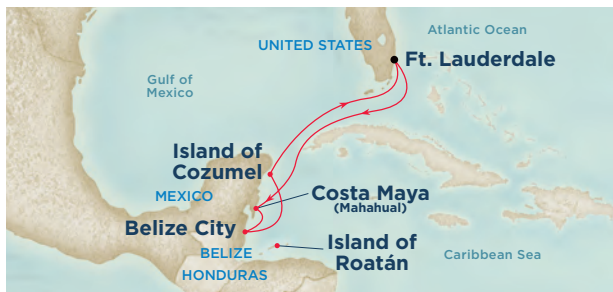 Atlantic Ocean
UNITED STATES
Ft. Lauderdale
Gulf of
Mexico
Island of
Cozumel
MEXICO
Costa Maya
(Mahahual)
Belize City
Island of
Roatán
BELIZE
Caribbean Sea
HONDURAS